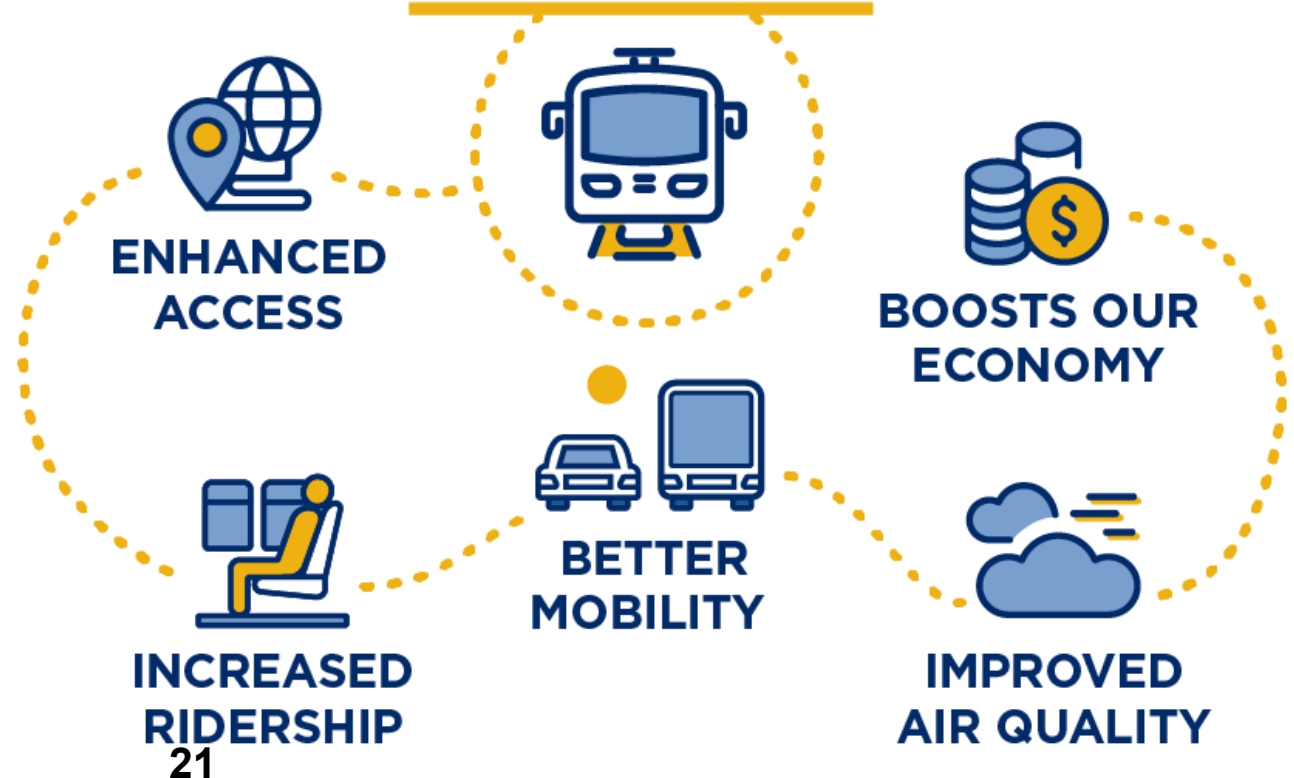 ENHANCED
ACCESS
$
BOOSTS OUR
ECONOMY
BETTER
MOBILITY
INCREASED
RIDERSHIP
IMPROVED
AIR QUALITY
21